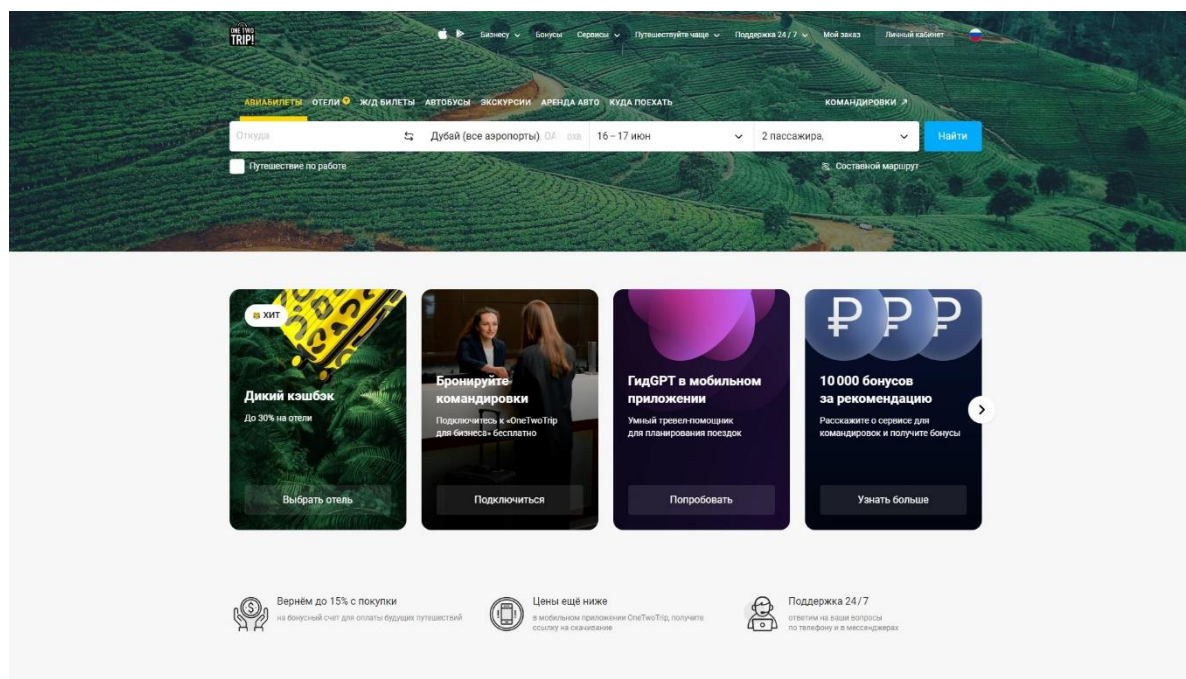 ONE TWO
TRIP!
Бизнесу
Бонусы
Сервисы
Путешествуйте чаще
Поддержка 24 / 7
Мой заказ
Личный кабинет
АВИАБИЛЕТЫ
ОТЕЛИ
Ж/Д БИЛЕТЫ
АВТОБУСЫ
ЭКСКУРСИИ
АРЕНДА АВТО
КУДА ПОЕХАТЬ
КОМАНДИРОВКИ
Откуда
Дубай (все аэропорты), ОА
DXB
16 – 17 июн
2 пассажира,
Найти
Путешествие по работе
Составной маршрут
ХИТ
Дикий кэшбэк
До 30% на отели
Выбрать отель
Бронируйте
командировки
Подключитесь к «OneTwoTrip
для бизнеса» бесплатно
Подключиться
ГидGPT в мобильном
приложении
Умный тревел-помощник
для планирования поездок
Попробовать
₽ ₽ ₽
10 000 бонусов
за рекомендацию
Расскажите о сервисе для
командировок и получите бонусы
Узнать больше
Вернём до 15% с покупки
на бонусный счет для оплаты будущих путешествий
Цены ещё ниже
в мобильном приложении OneTwoTrip, получите
ссылку на скачивание
Поддержка 24/7
ответим на ваши вопросы
по телефону и в мессенджерах